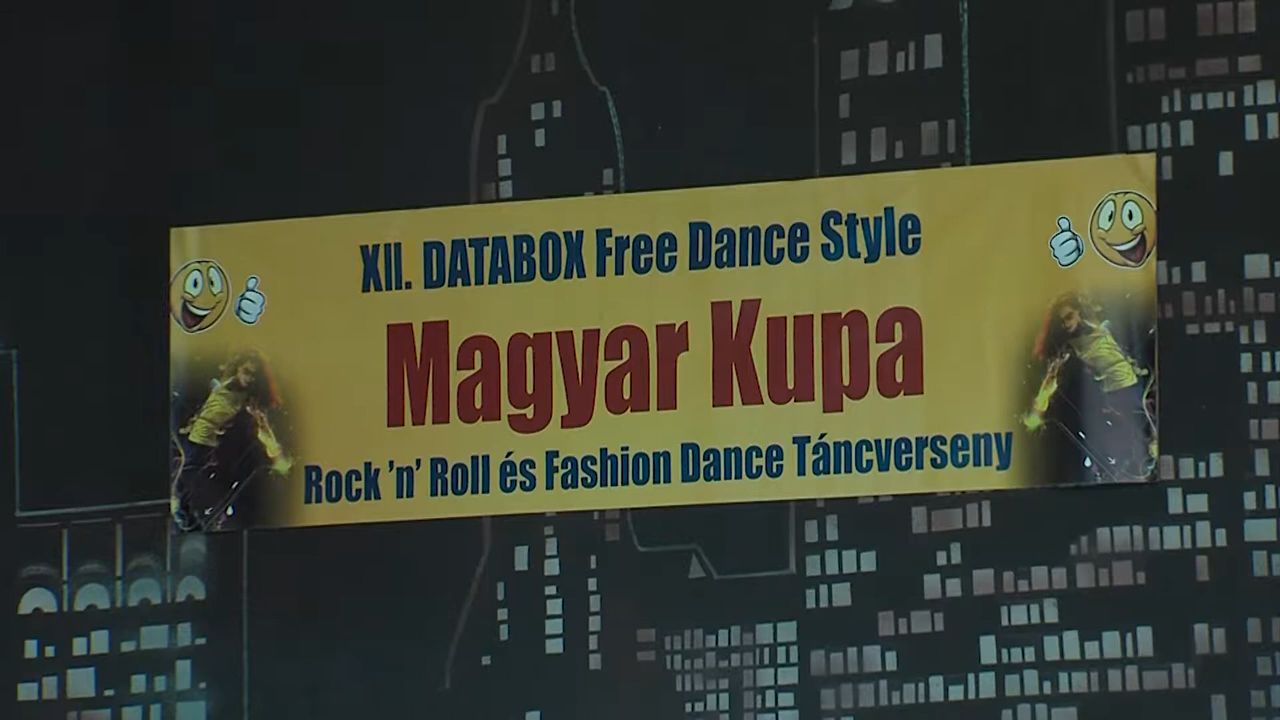 XII. DATABOX Free Dance Style
Magyar Kupa
Rock 'n' Roll és Fashion Dance Táncverseny